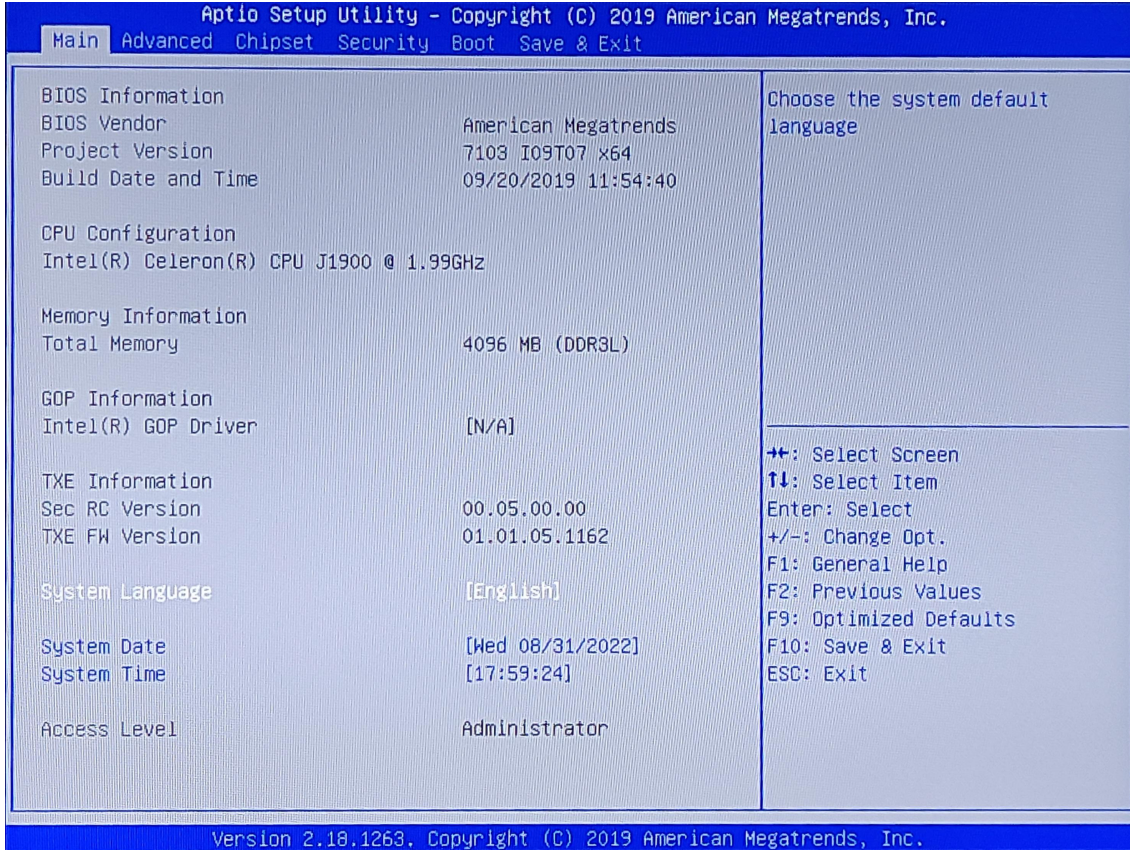 Aptio Setup Utility - Copyright (C) 2019 American Megatrends, Inc.
Main Advanced Chipset Security Boot Save & Exit
BIOS Information
BIOS Vendor American Megatrends
Project Version 7103 I09T07 x64
Build Date and Time 09/20/2019 11:54:40
CPU Configuration
Intel(R) Celeron(R) CPU J1900 @ 1.99GHz
Memory Information
Total Memory 4096 MB (DDR3L)
GOP Information
Intel(R) GOP Driver [N/A]
TXE Information
Sec RC Version 00.05.00.00
TXE FW Version 01.01.05.1162
System Language [English]
System Date [Wed 08/31/2022]
System Time [17:59:24]
Access Level Administrator
Choose the system default
language
→←: Select Screen
↑↓: Select Item
Enter: Select
+/-: Change Opt.
F1: General Help
F2: Previous Values
F9: Optimized Defaults
F10: Save & Exit
ESC: Exit
Version 2.18.1263. Copyright (C) 2019 American Megatrends, Inc.